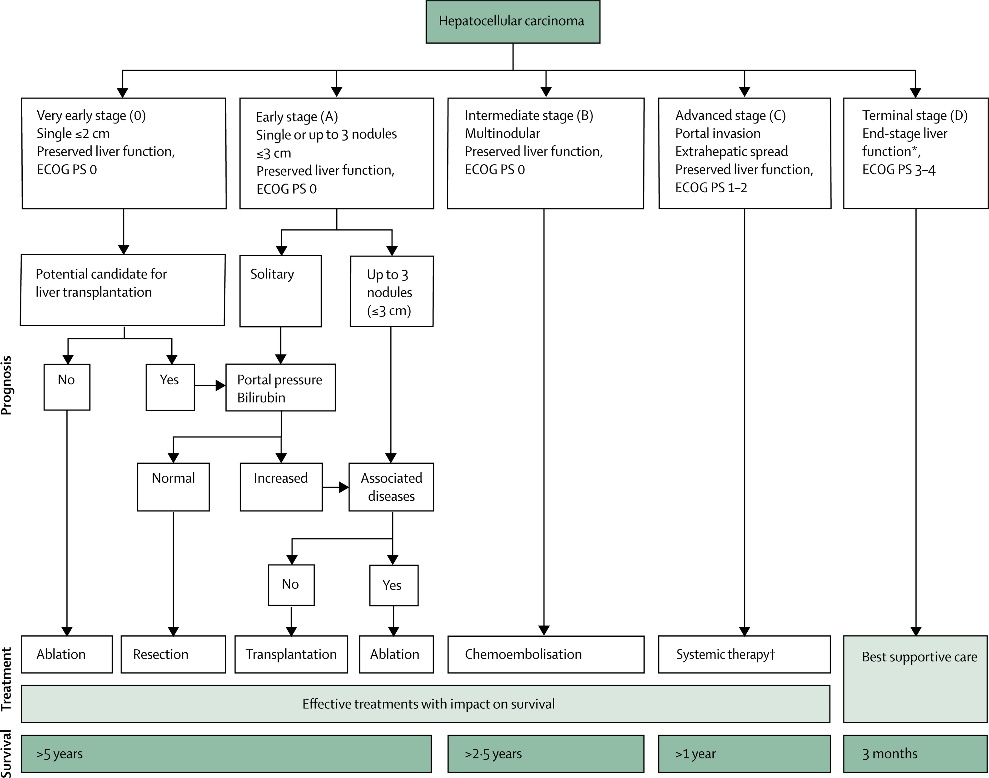 Hepatocellular carcinoma
Very early stage (0)
Single ≤2 cm
Preserved liver function,
ECOG PS 0
Early stage (A)
Single or up to 3 nodules
≤3 cm
Preserved liver function,
ECOG PS 0
Intermediate stage (B)
Multinodular
Preserved liver function,
ECOG PS 0
Advanced stage (C)
Portal invasion
Extrahepatic spread
Preserved liver function,
ECOG PS 1–2
Terminal stage (D)
End-stage liver
function*,
ECOG PS 3–4
Potential candidate for
liver transplantation
Solitary
Up to 3
nodules
(≤3 cm)
Prognosis
No
Yes
Portal pressure
Bilirubin
Normal
Increased
Associated
diseases
No
Yes
Treatment
Ablation
Resection
Transplantation
Ablation
Chemoembolisation
Systemic therapy†
Best supportive care
Effective treatments with impact on survival
Survival
>5 years
>2·5 years
>1 year
3 months